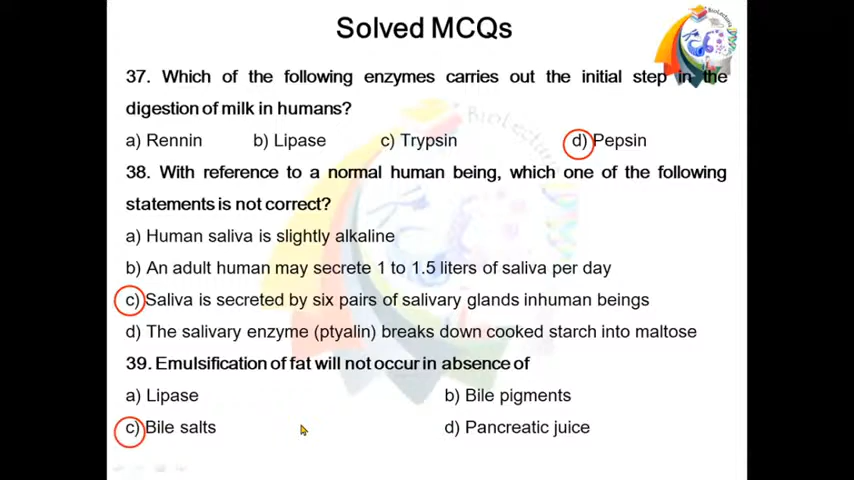 Solved MCQs
BioLectures
37. Which of the following enzymes carries out the initial step in the
digestion of milk in humans?
a) Rennin b) Lipase c) Trypsin d) Pepsin
38. With reference to a normal human being, which one of the following
statements is not correct?
a) Human saliva is slightly alkaline
b) An adult human may secrete 1 to 1.5 liters of saliva per day
c) Saliva is secreted by six pairs of salivary glands inhuman beings
d) The salivary enzyme (ptyalin) breaks down cooked starch into maltose
39. Emulsification of fat will not occur in absence of
a) Lipase b) Bile pigments
c) Bile salts d) Pancreatic juice